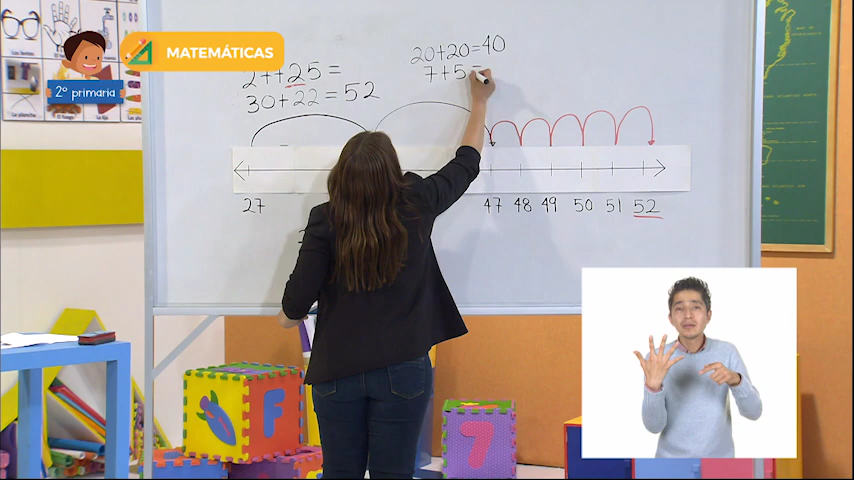 MATEMÁTICAS
2° primaria
25 =
30+22=52
20+20=40
7+5=
27
47 48 49 50 51 52
F
7